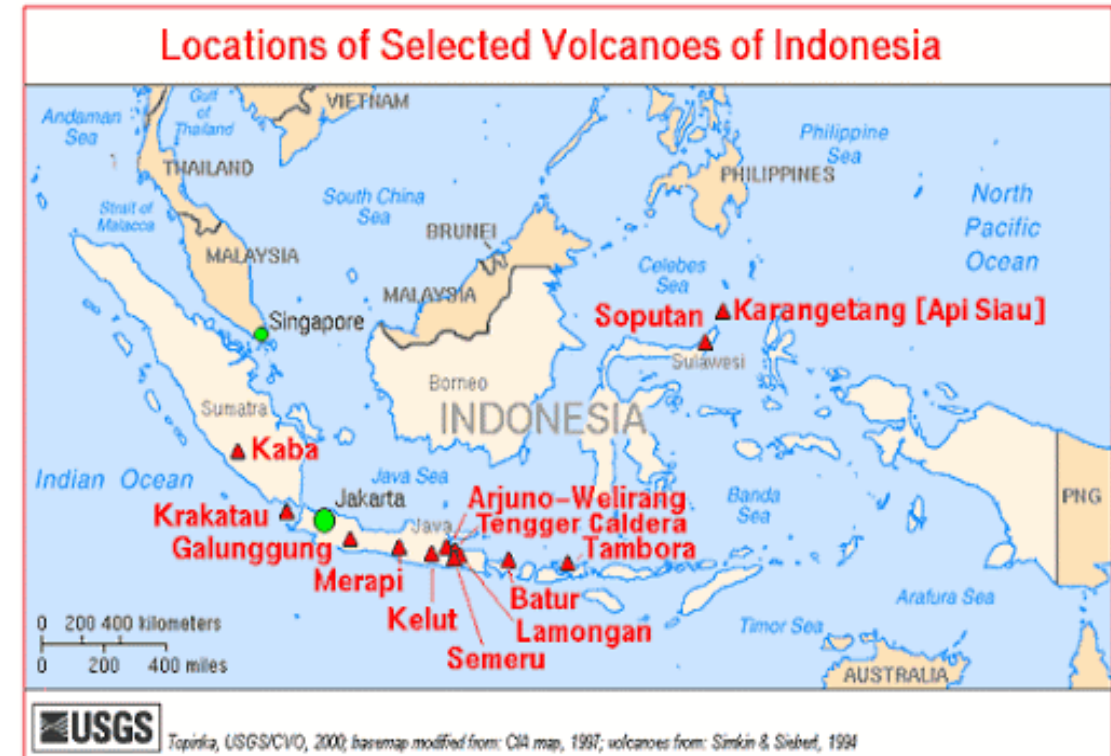 Locations of Selected Volcanoes of Indonesia
Andaman
Sea
Gulf
of
Thailand
VIETNAM
Philippine
Sea
THAILAND
PHILIPPINES
Strait of
Malacca
South China
Sea
North
Pacific
Ocean
BRUNEI
MALAYSIA
Celebes
Sea
MALAYSIA
Singapore
Soputan
Karangetang [Api Siau]
Sulawesi
Borneo
Sumatra
INDONESIA
Kaba
Indian Ocean
Java Sea
Jakarta
Arjuno-Welirang
Banda
Sea
PNG
Krakatau
Java
Tengger Caldera
Galunggung
Tambora
Merapi
Batur
Arafura Sea
Kelut
Lamongan
Timor Sea
Semeru
AUSTRALIA
0 200 400 kilometers
0 200 400 miles
USGS
Topinka, USGS/CVO, 2000; basemap modified from: CIA map, 1997; volcanoes from: Simkin & Siebert, 1994